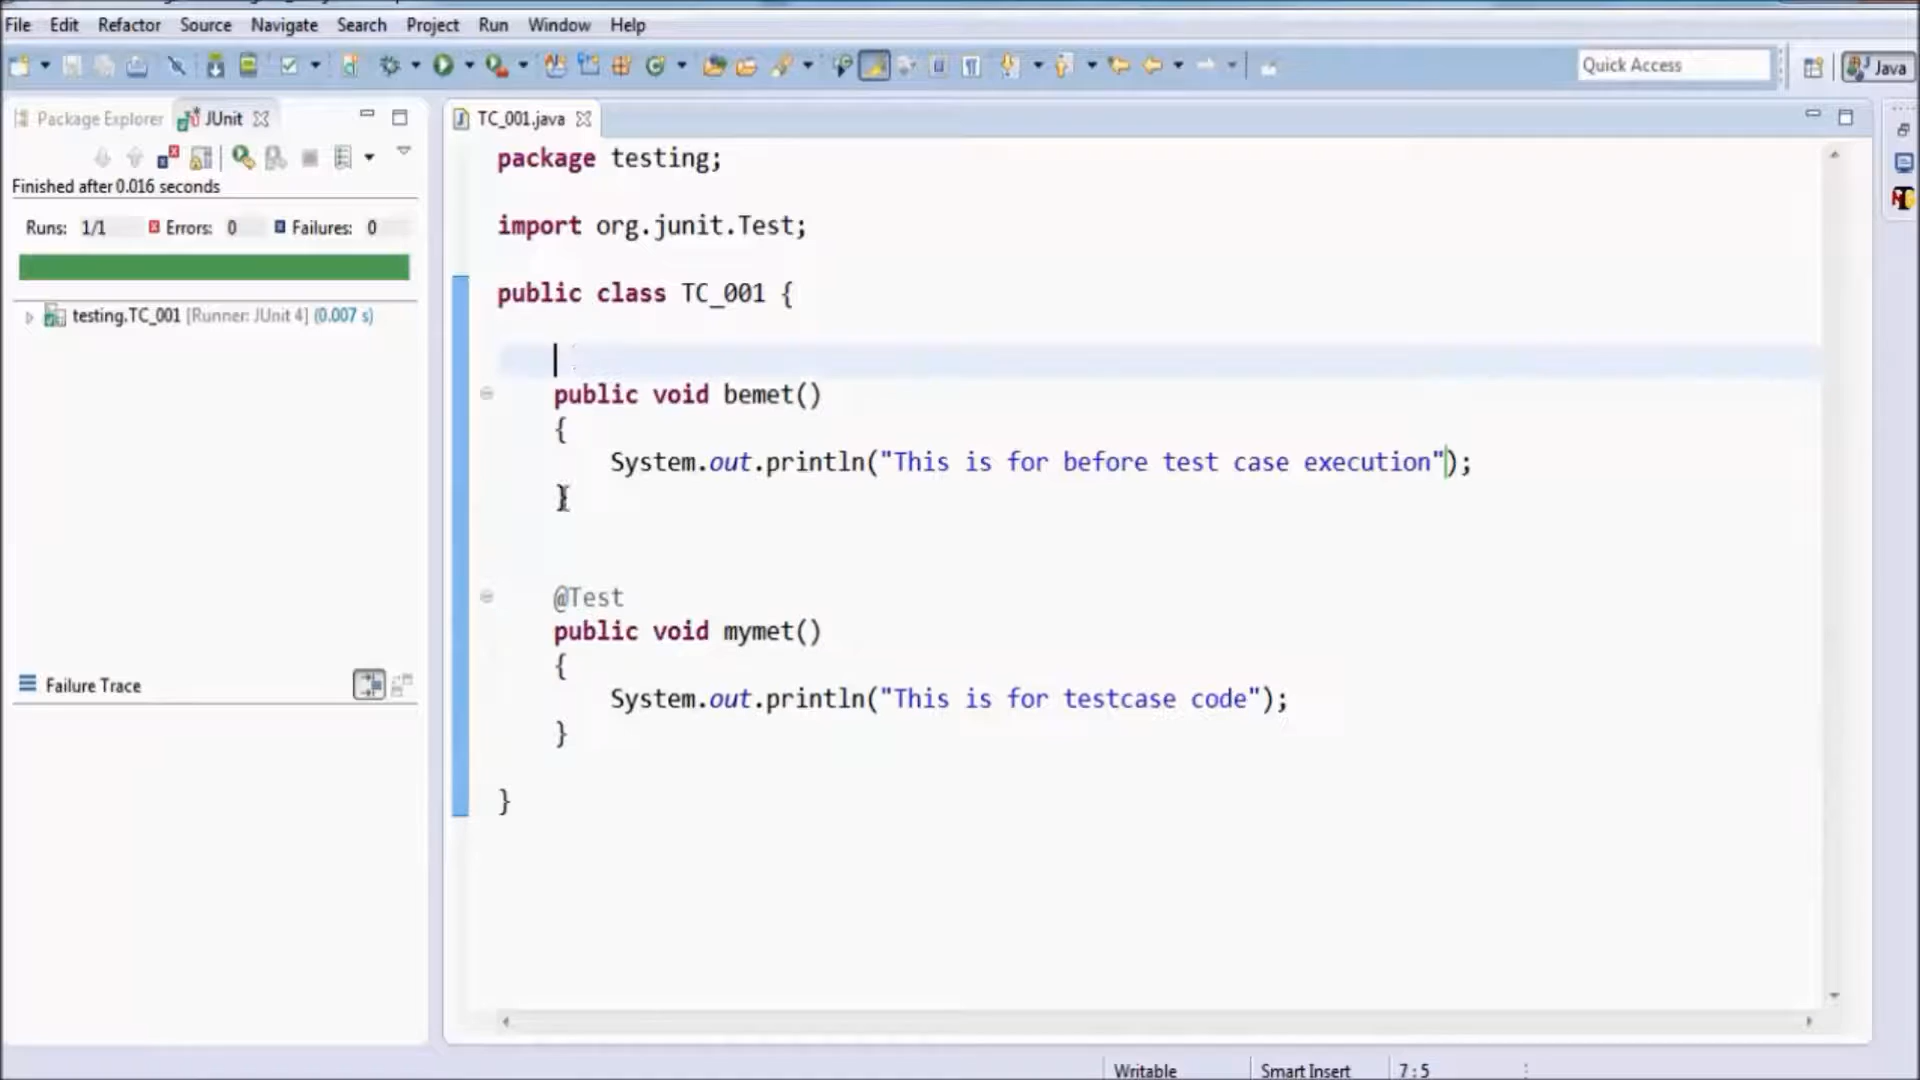 File Edit Refactor Source Navigate Search Project Run Window Help
Quick Access
Java
Package Explorer
JUnit
TC_001.java
Finished after 0.016 seconds
Runs: 1/1 Errors: 0 Failures: 0
testing.TC_001 [Runner: JUnit 4] (0.007 s)
Failure Trace
package testing;
import org.junit.Test;
public class TC_001 {
public void bemet()
{
System.out.println("This is for before test case execution");
}
@Test
public void mymet()
{
System.out.println("This is for testcase code");
}
}
Writable
Smart Insert
7 : 5